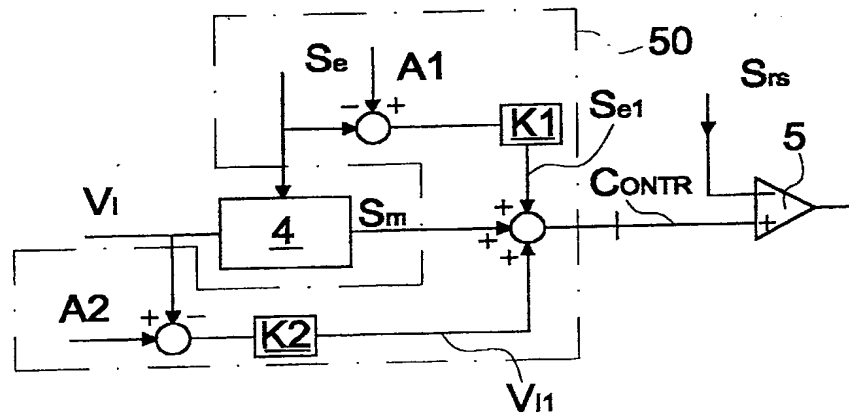 50
Se
A1
Srs
- +
K1
Se1
5
-
CONTR
Vi
4
Sm
+
+
+
+
A2
+ -
K2
Vi1